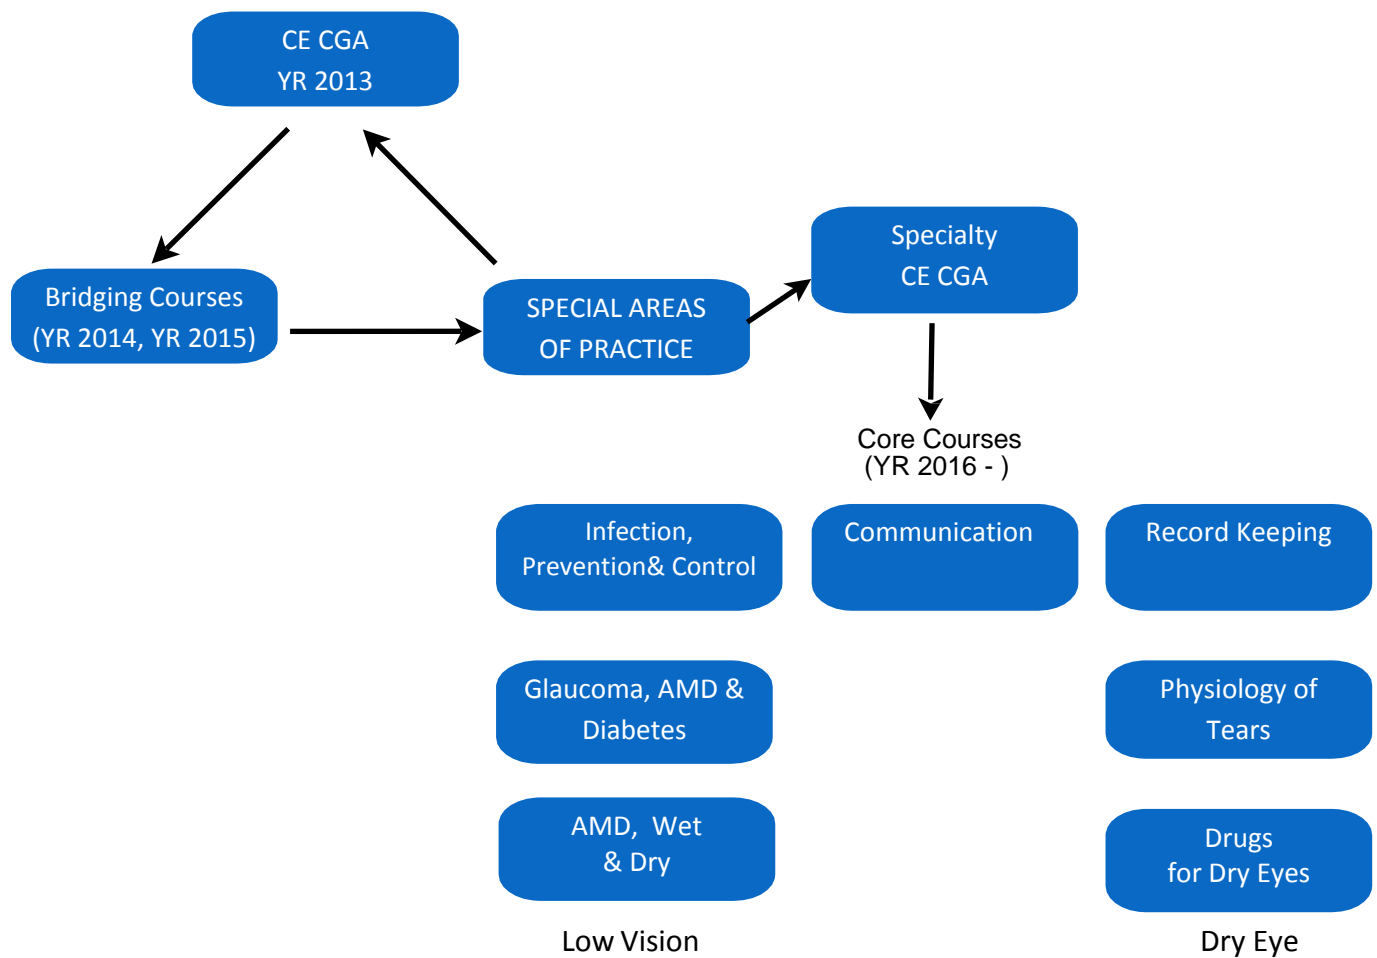 CE CGA
YR 2013
Specialty
CE CGA
Bridging Courses
(YR 2014, YR 2015)
SPECIAL AREAS
OF PRACTICE
Core Courses
(YR 2016 - )
Infection,
Prevention& Control
Communication
Record Keeping
Glaucoma, AMD &
Diabetes
Physiology of
Tears
AMD,  Wet
& Dry
Drugs
for Dry Eyes
Low Vision
Dry Eye